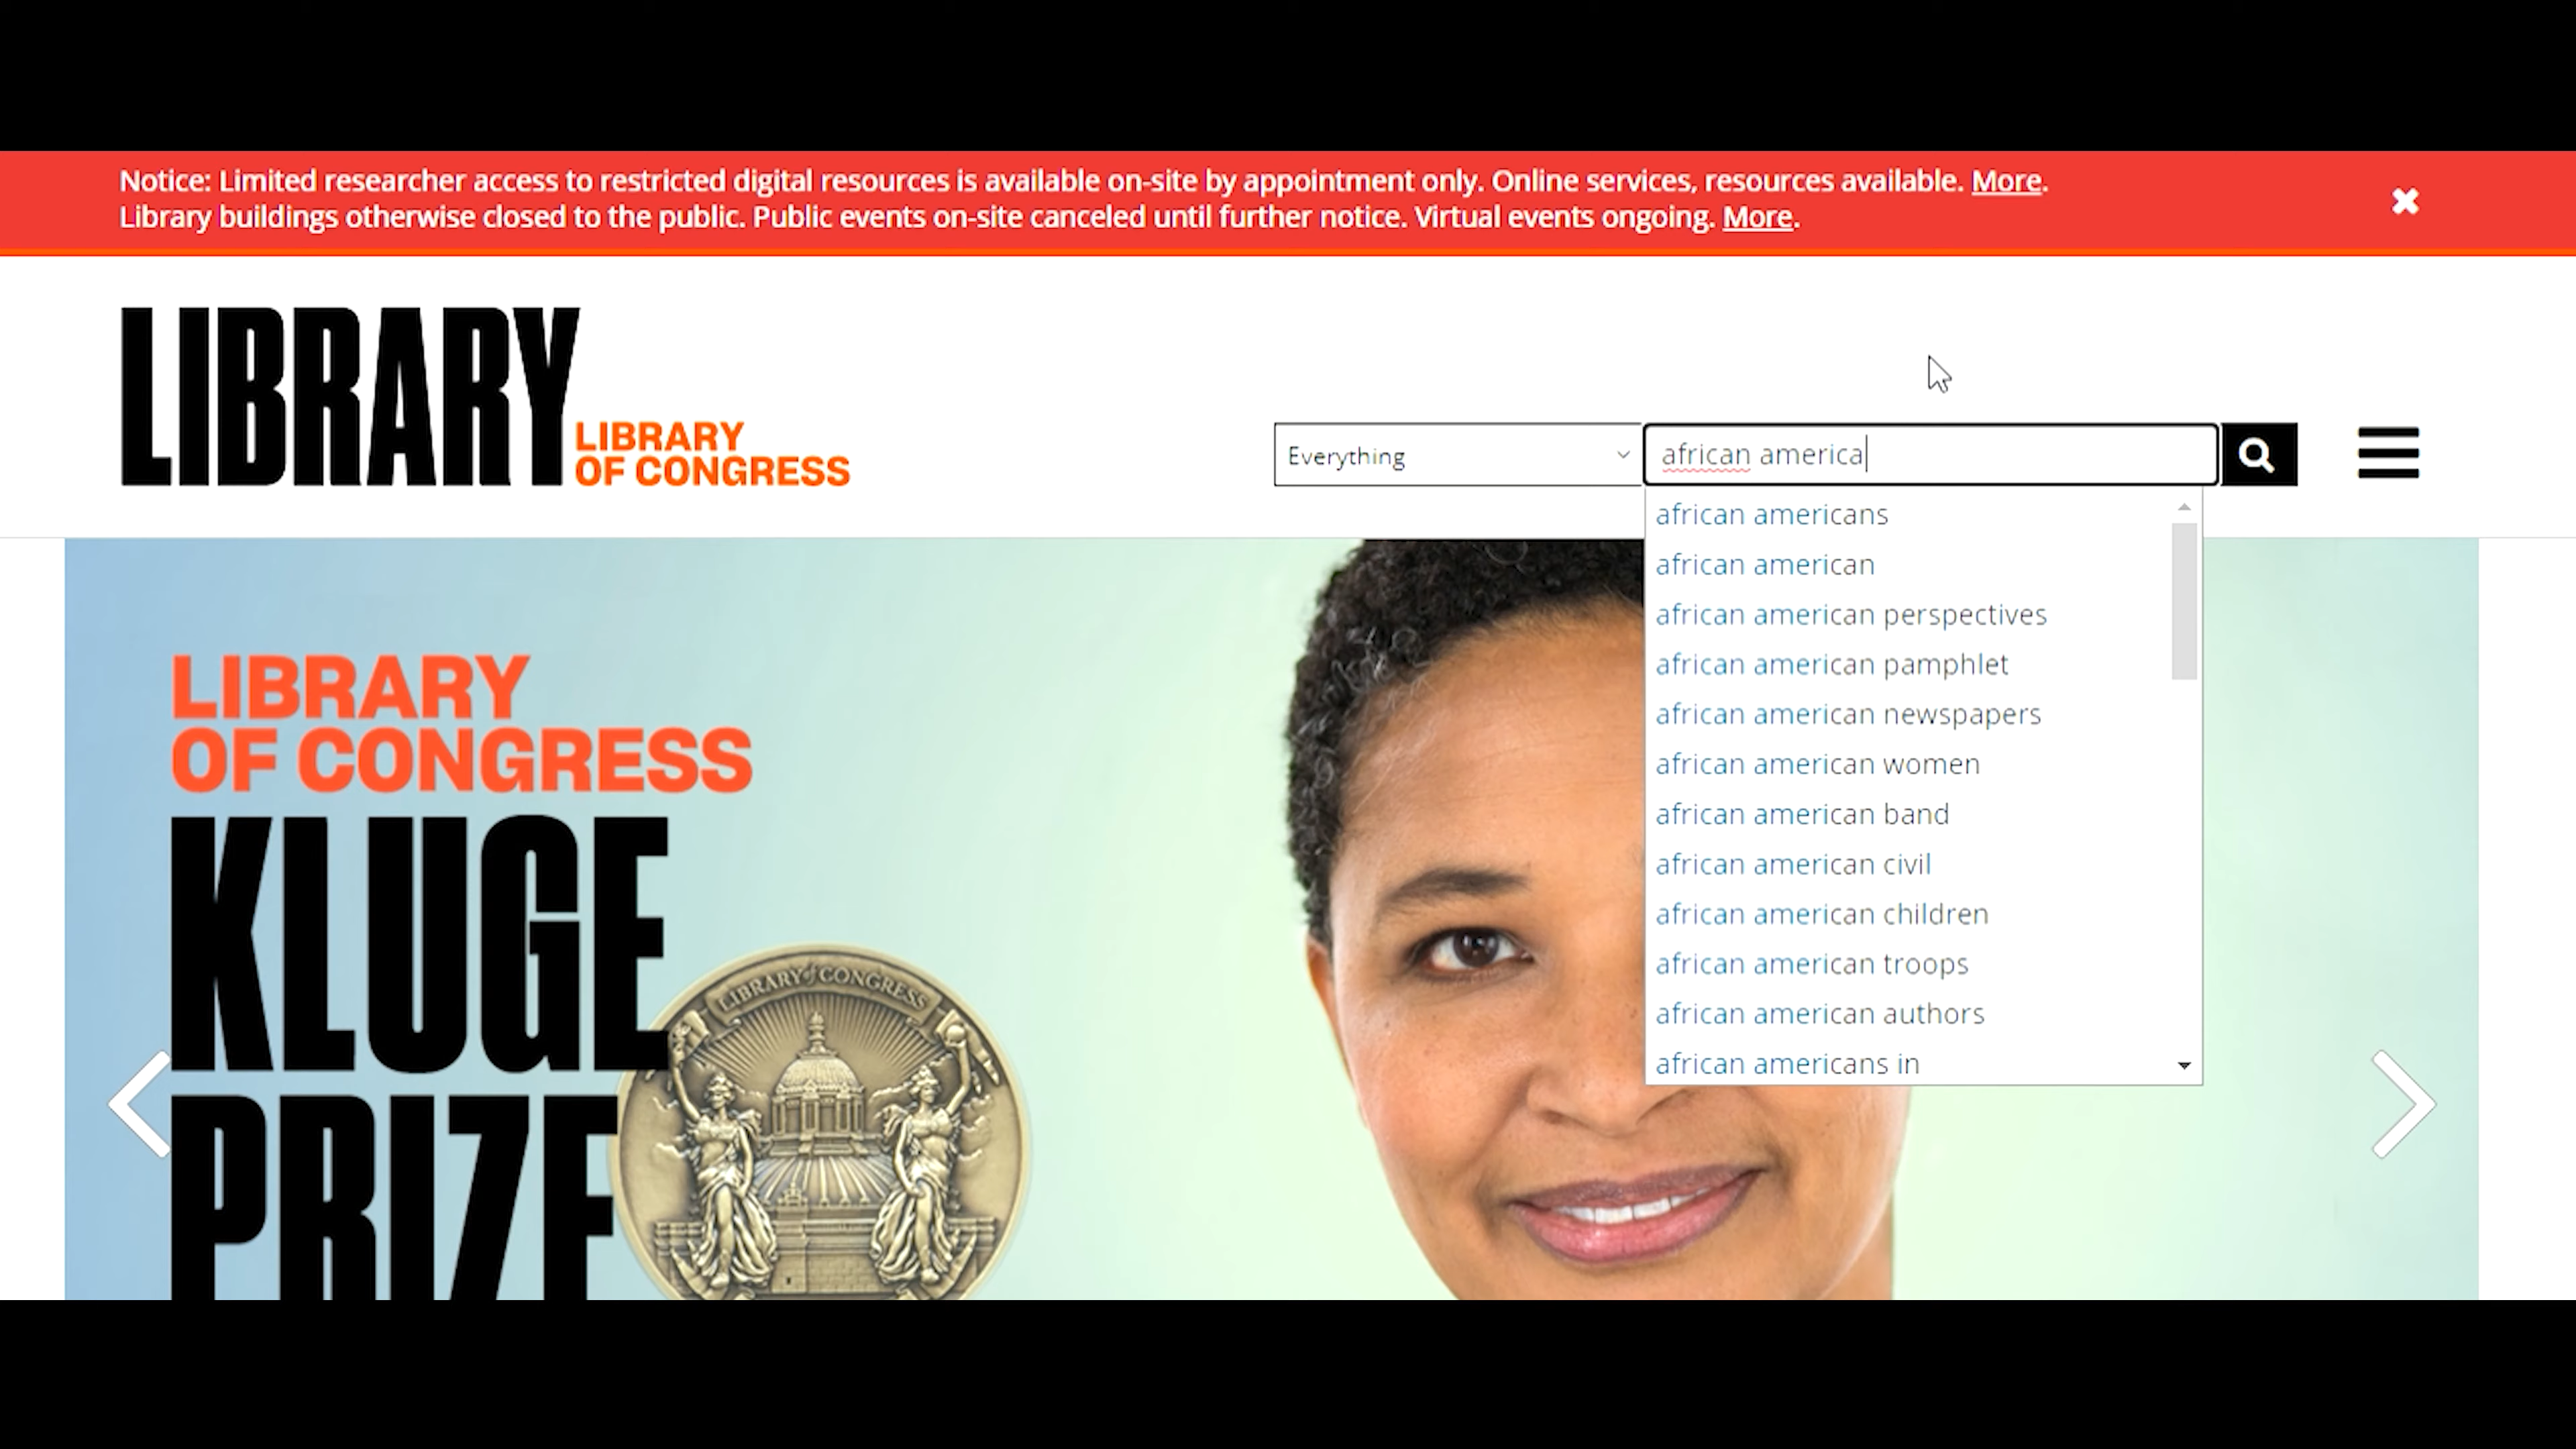 Notice: Limited researcher access to restricted digital resources is available on-site by appointment only. Online services, resources available. More.
Library buildings otherwise closed to the public. Public events on-site canceled until further notice. Virtual events ongoing. More.
LIBRARY
LIBRARY
OF CONGRESS
Everything
african america
african americans
african american
african american perspectives
african american pamphlet
african american newspapers
african american women
african american band
african american civil
african american children
african american troops
african american authors
african americans in
LIBRARY
OF CONGRESS
KLUGE
PRIZE
LIBRARY of CONGRESS